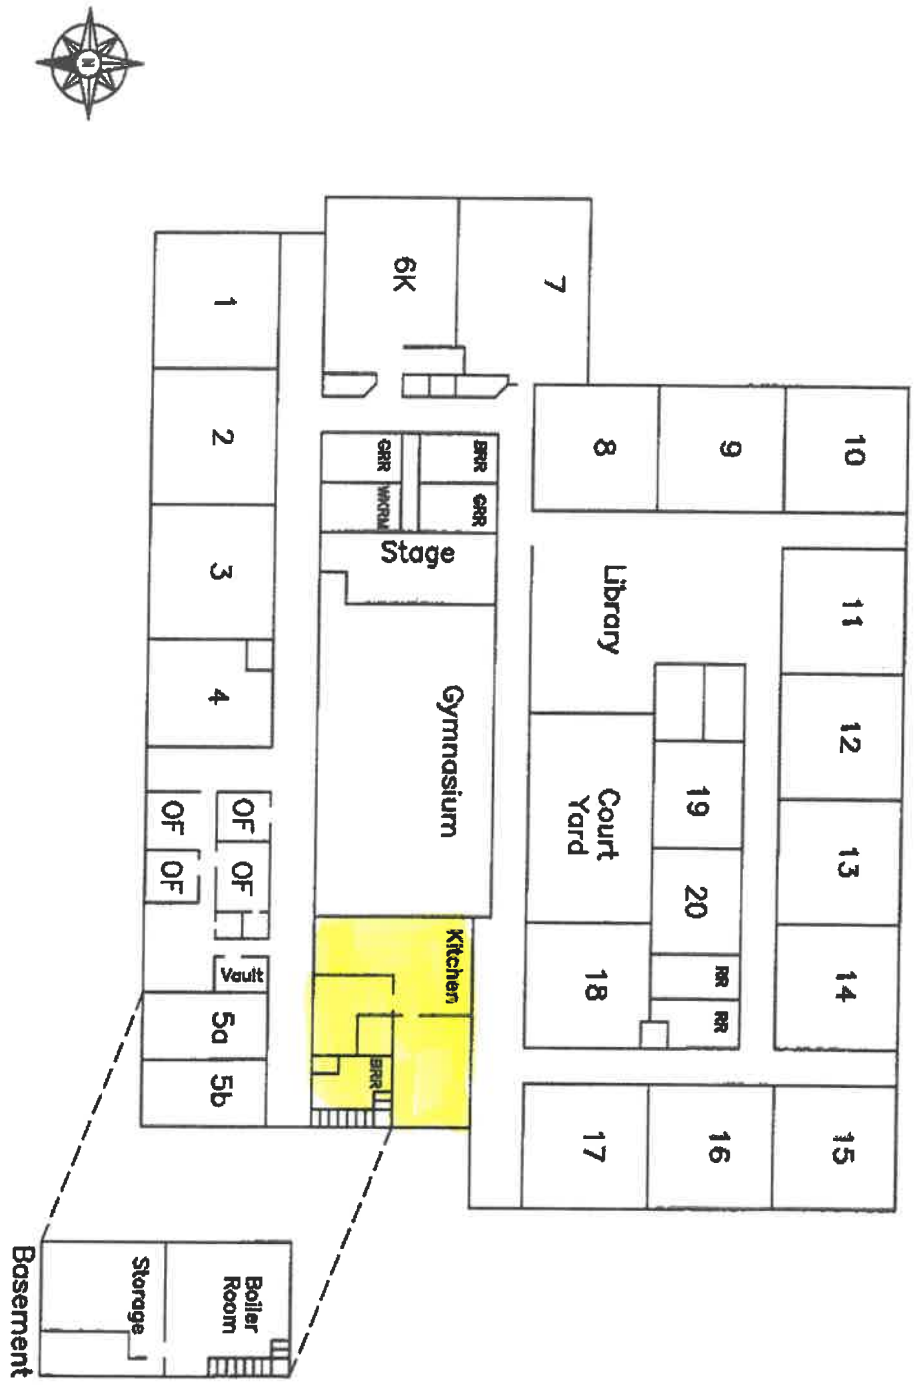 N
6K
7
1
2
3
4
8
9
10
GRR
BRR
WKRM
GRR
Stage
Library
11
12
13
14
Gymnasium
Court
Yard
19
20
18
RR
RR
OF
OF
OF
OF
Vault
5a
5b
Kitchen
BRR
17
16
15
Boiler
Room
Storage
Basement